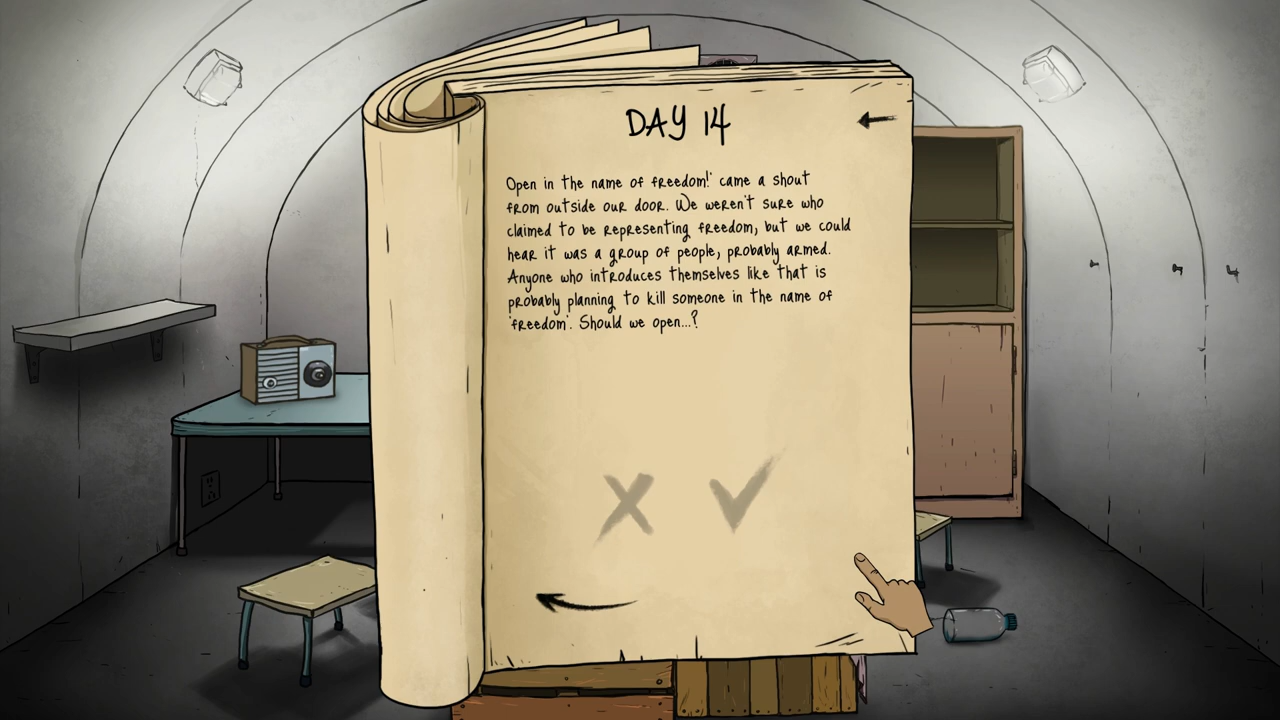 DAY 14
Open in the name of freedom!' came a shout
from outside our door. We weren't sure who
claimed to be representing freedom, but we could
hear it was a group of people, probably armed.
Anyone who introduces themselves like that is
probably planning to kill someone in the name of
'freedom'. Should we open...?